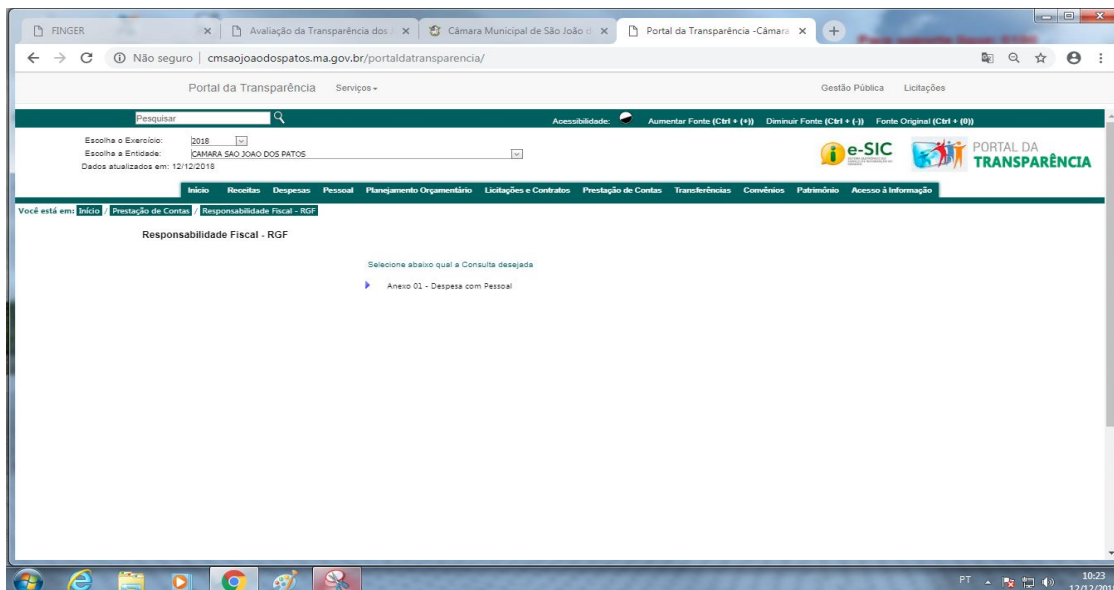 FINGER
Avaliação da Transparência dos
Câmara Municipal de São João d
Portal da Transparência -Câmara
Não seguro | cmsaojoaodospatos.ma.gov.br/portaldatransparencia/
Portal da Transparência Serviços Gestão Pública Licitações
Pesquisar Acessibilidade: Aumentar Fonte (Ctrl + (+)) Diminuir Fonte (Ctrl + (-)) Fonte Original (Ctrl + (0))
Escolha o Exercício: 2018
Escolha a Entidade: CAMARA SAO JOAO DOS PATOS
Dados atualizados em: 12/12/2018
e-SIC
PORTAL DA
TRANSPARÊNCIA
Início Receitas Despesas Pessoal Planejamento Orçamentário Licitações e Contratos Prestação de Contas Transferências Convênios Patrimônio Acesso à Informação
Você está em: Início / Prestação de Contas / Responsabilidade Fiscal - RGF
Responsabilidade Fiscal - RGF
Selecione abaixo qual a Consulta desejada
Anexo 01 - Despesa com Pessoal
PT
10:23
12/12/2018